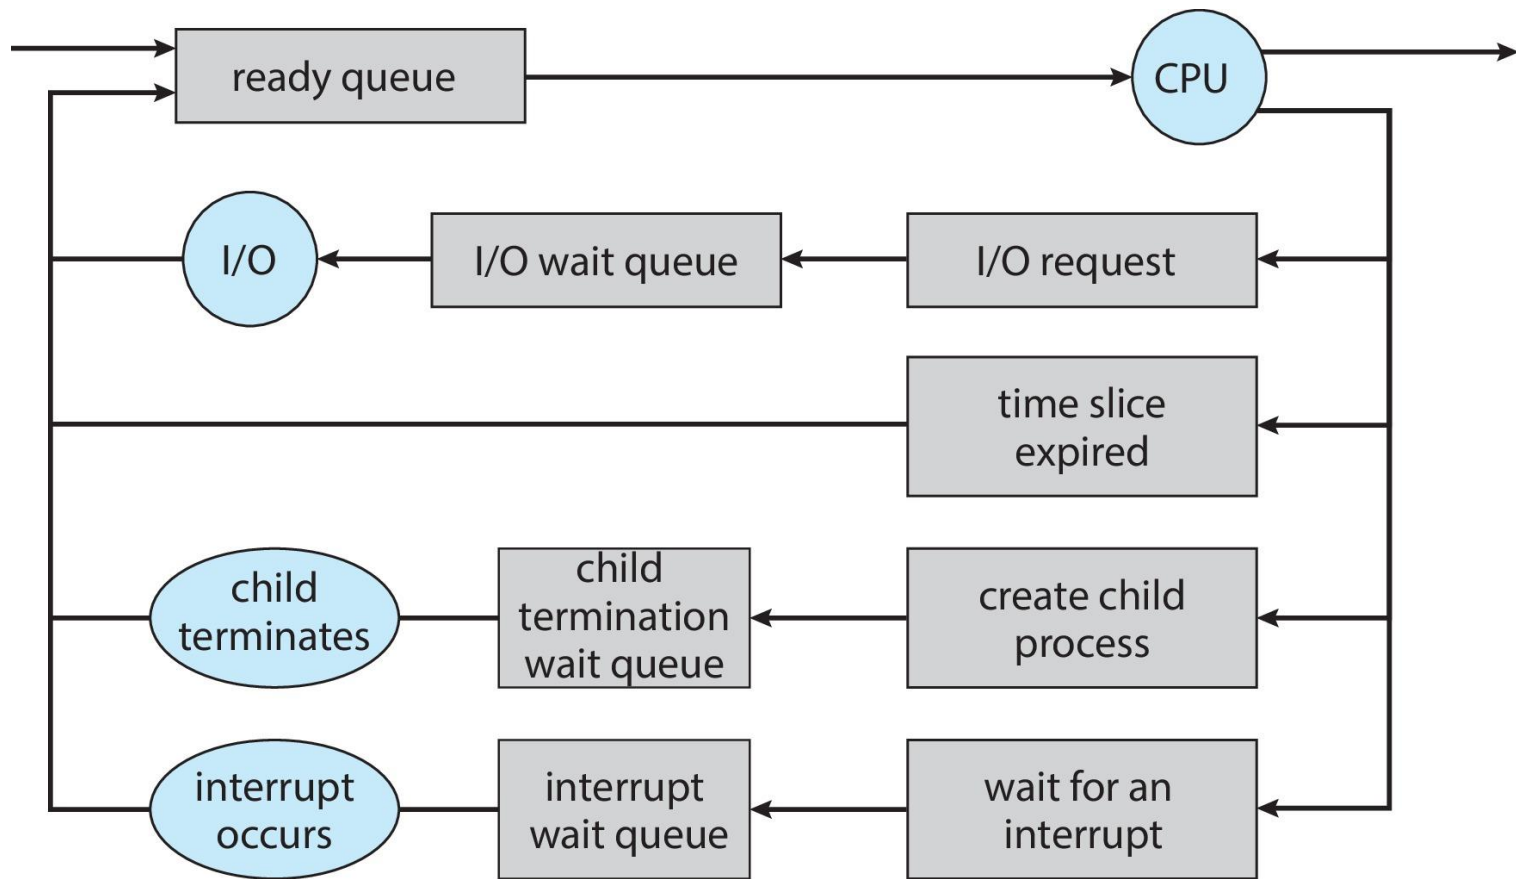 ready queue
CPU
I/O
I/O wait queue
I/O request
time slice
expired
child
terminates
child
termination
wait queue
create child
process
interrupt
occurs
interrupt
wait queue
wait for an
interrupt